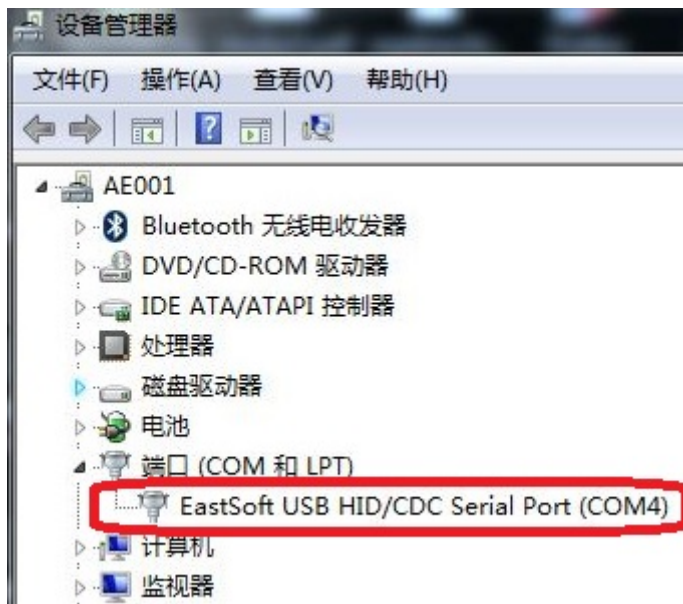 设备管理器
文件(F) 操作(A) 查看(V) 帮助(H)
AE001
Bluetooth 无线电收发器
DVD/CD-ROM 驱动器
IDE ATA/ATAPI 控制器
处理器
磁盘驱动器
电池
端口 (COM 和 LPT)
EastSoft USB HID/CDC Serial Port (COM4)
计算机
监视器